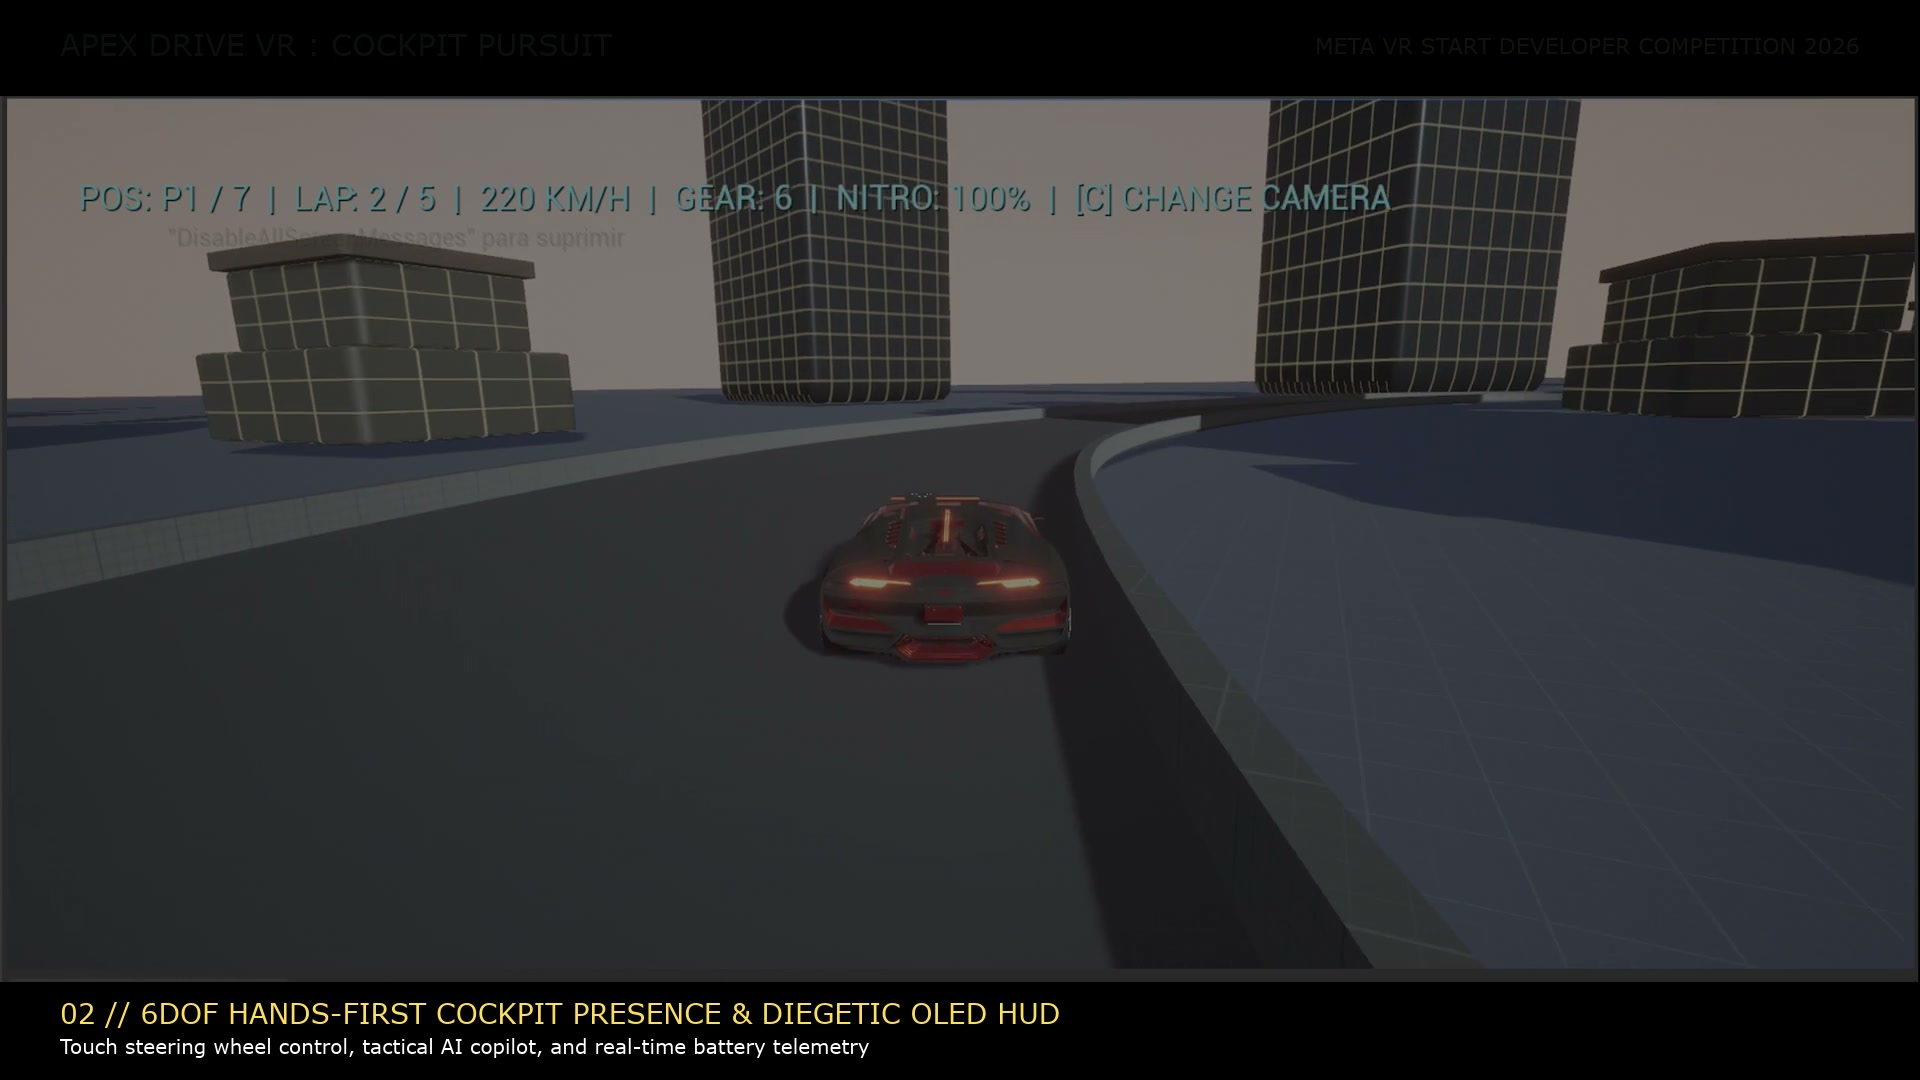 APEX DRIVE VR : COCKPIT PURSUIT
META VR START DEVELOPER COMPETITION 2026
POS: P1 / 7 | LAP: 2 / 5 | 220 KM/H | GEAR: 6 | NITRO: 100% | [C] CHANGE CAMERA
"DisableAllScreenMessages" para suprimir
02 // 6DOF HANDS-FIRST COCKPIT PRESENCE & DIEGETIC OLED HUD
Touch steering wheel control, tactical AI copilot, and real-time battery telemetry